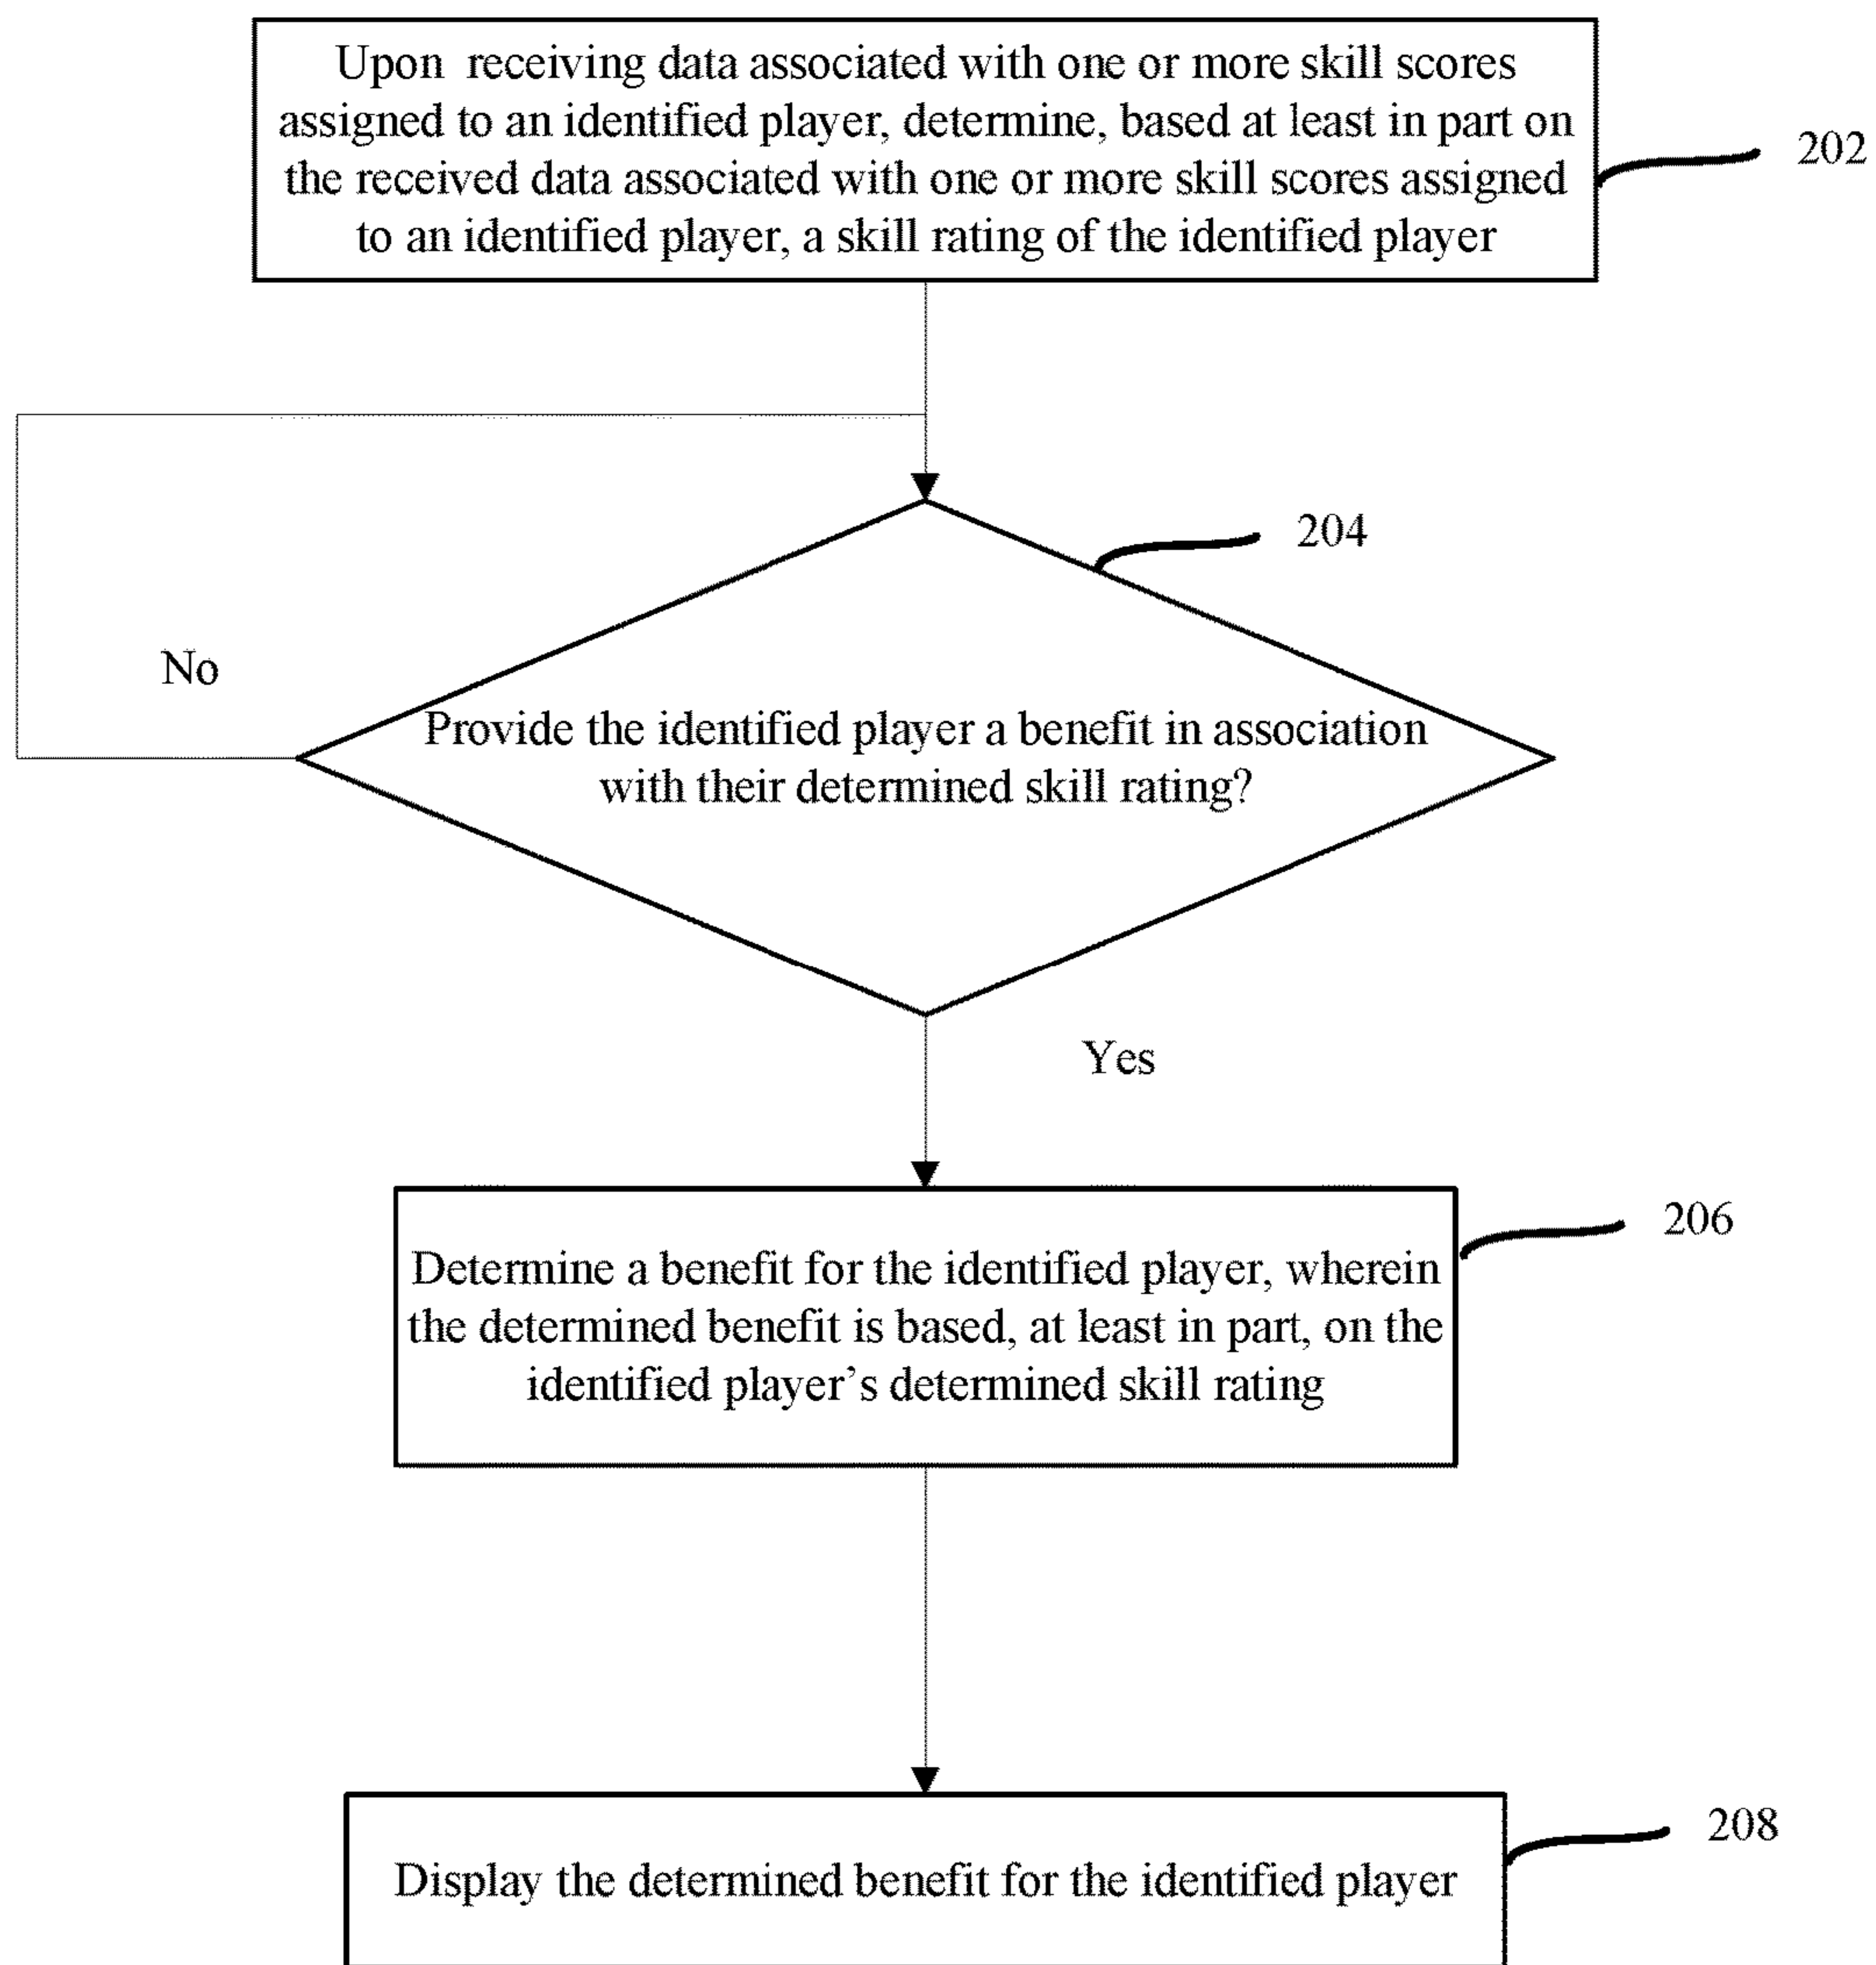 Upon receiving data associated with one or more skill scores
assigned to an identified player, determine, based at least in part on
the received data associated with one or more skill scores assigned
to an identified player, a skill rating of the identified player
202
204
No
Provide the identified player a benefit in association
with their determined skill rating?
Yes
206
Determine a benefit for the identified player, wherein
the determined benefit is based, at least in part, on the
identified player’s determined skill rating
208
Display the determined benefit for the identified player